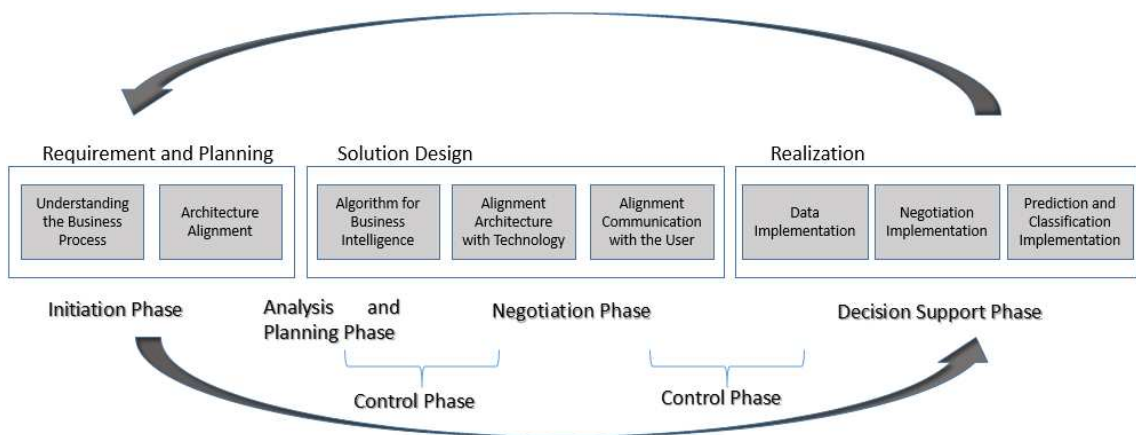 Requirement and Planning
Solution Design
Realization
Understanding
the Business
Process
Architecture
Alignment
Algorithm for
Business
Intelligence
Alignment
Architecture
with Technology
Alignment
Communication
with the User
Data
Implementation
Negotiation
Implementation
Prediction and
Classification
Implementation
Initiation Phase
Analysis and
Planning Phase
Negotiation Phase
Decision Support Phase
Control Phase
Control Phase